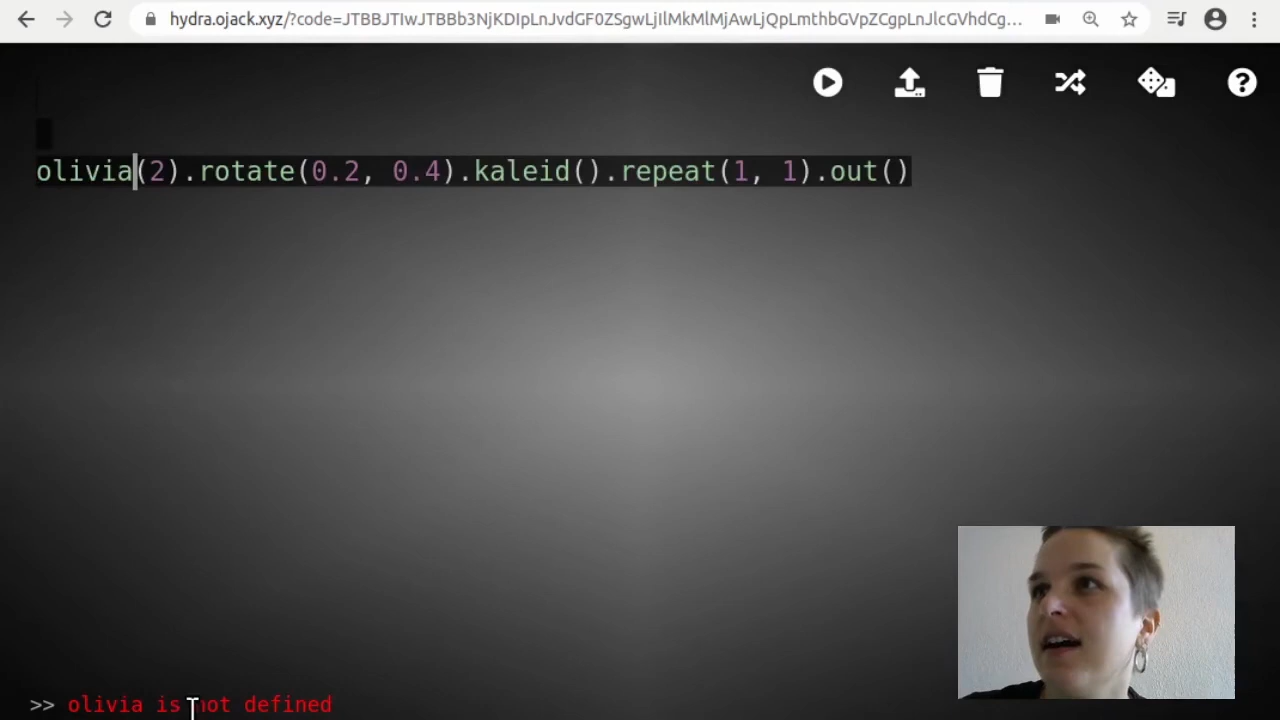 hydra.ojack.xyz/?code=JTBBJTIwJTBBb3NjKDIpLnJvdGF0ZSgwLjIlMkMlMjAwLjQpLmthbGVpZCgpLnJlcGVhdCg...
olivia(2).rotate(0.2, 0.4).kaleid().repeat(1, 1).out()
>> olivia is not defined